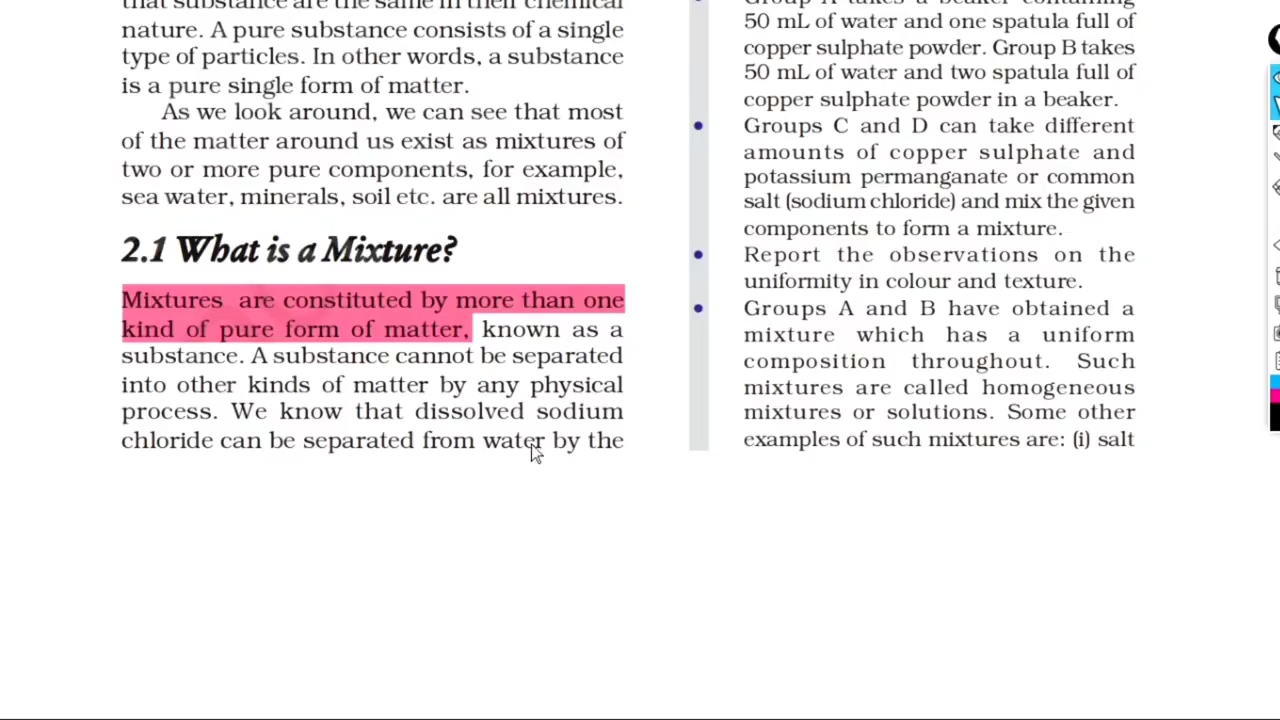 that substance are the same in their chemical
nature. A pure substance consists of a single
type of particles. In other words, a substance
is a pure single form of matter.
As we look around, we can see that most
of the matter around us exist as mixtures of
two or more pure components, for example,
sea water, minerals, soil etc. are all mixtures.
2.1 What is a Mixture?
Mixtures are constituted by more than one
kind of pure form of matter, known as a
substance. A substance cannot be separated
into other kinds of matter by any physical
process. We know that dissolved sodium
chloride can be separated from water by the
Group A takes a beaker containing
50 mL of water and one spatula full of
copper sulphate powder. Group B takes
50 mL of water and two spatula full of
copper sulphate powder in a beaker.
• Groups C and D can take different
amounts of copper sulphate and
potassium permanganate or common
salt (sodium chloride) and mix the given
components to form a mixture.
• Report the observations on the
uniformity in colour and texture.
• Groups A and B have obtained a
mixture which has a uniform
composition throughout. Such
mixtures are called homogeneous
mixtures or solutions. Some other
examples of such mixtures are: (i) salt